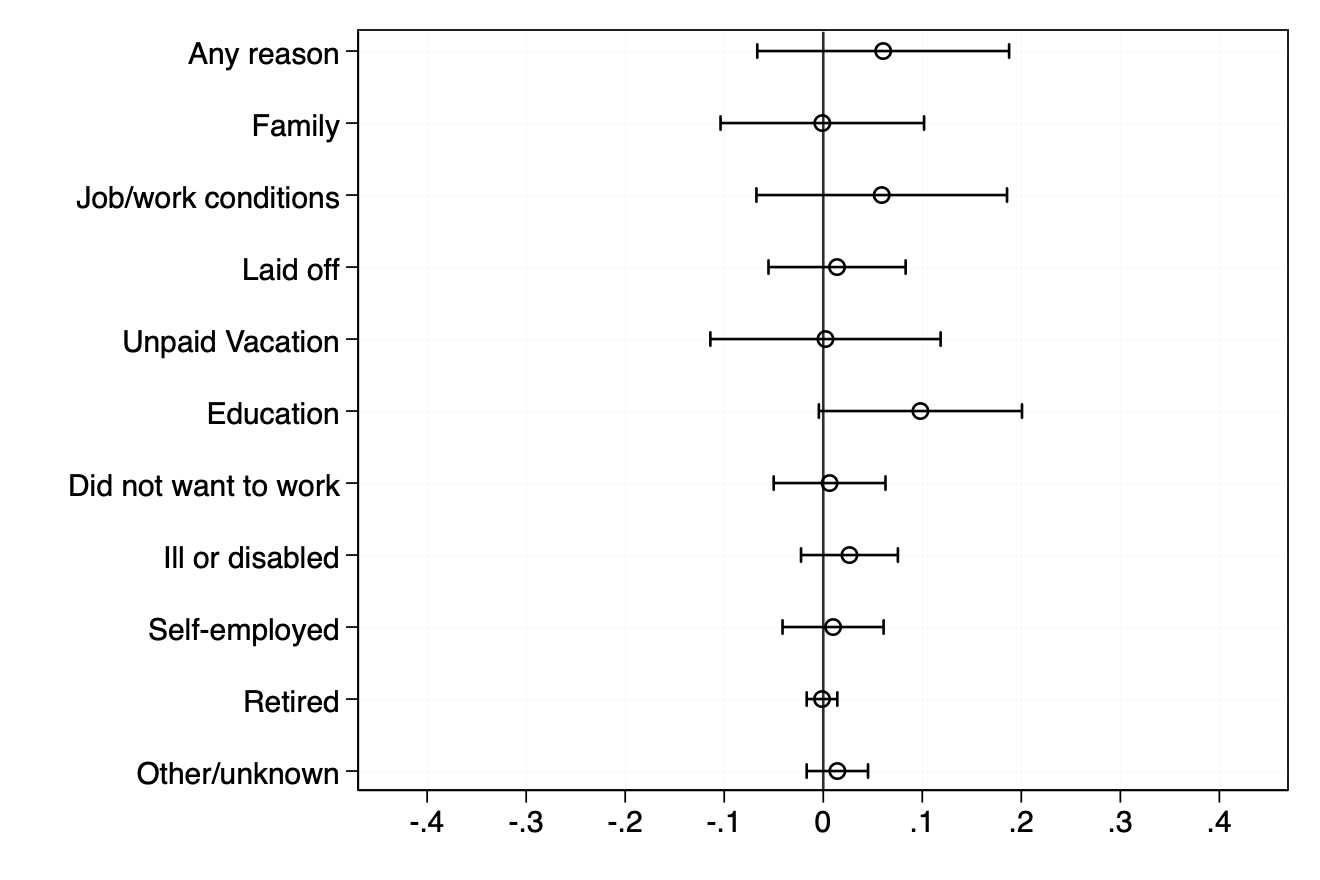 Any reason
Family
Job/work conditions
Laid off
Unpaid Vacation
Education
Did not want to work
Ill or disabled
Self-employed
Retired
Other/unknown
-.4 -.3 -.2 -.1 0 .1 .2 .3 .4